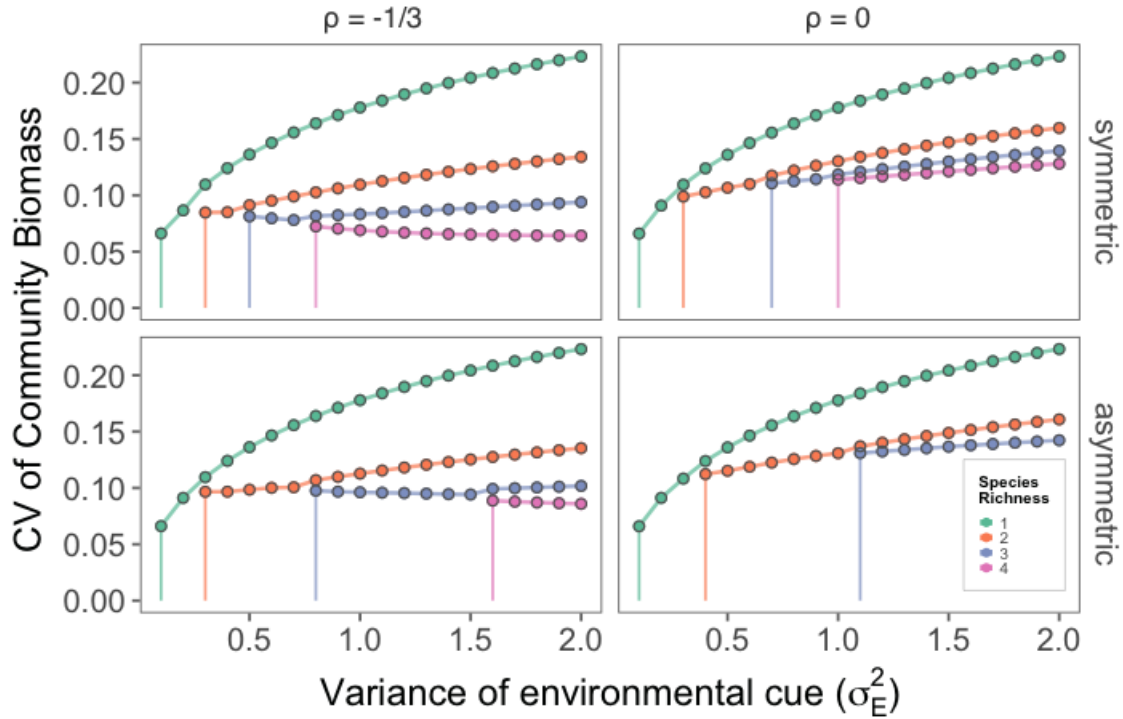 ρ = -1/3
ρ = 0
CV of Community Biomass
0.20
0.15
0.10
0.05
0.00
symmetric
0.20
0.15
0.10
0.05
0.00
asymmetric
Species
Richness
1
2
3
4
0.5 1.0 1.5 2.0
0.5 1.0 1.5 2.0
Variance of environmental cue (σ²E)